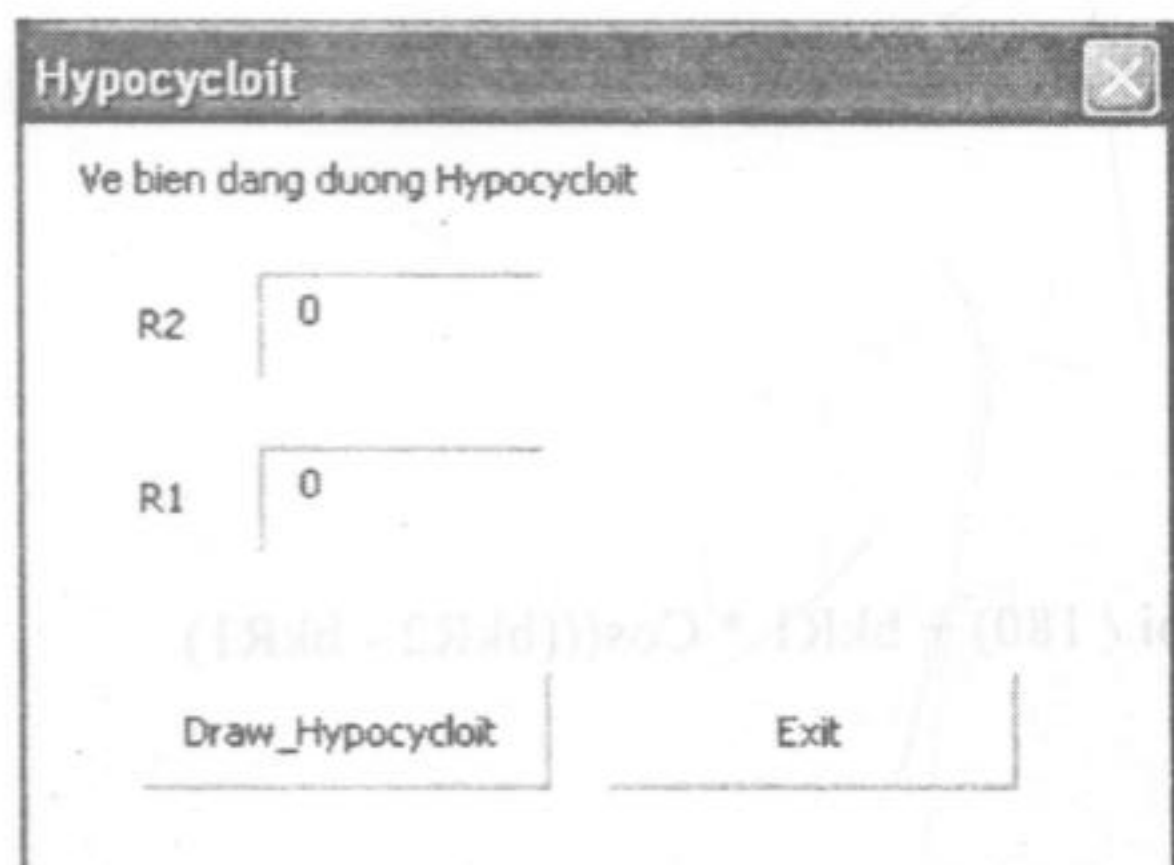 Hypocycloit
Ve bien dang duong Hypocycloit
R2 0
R1 0
Draw_Hypocycloit Exit